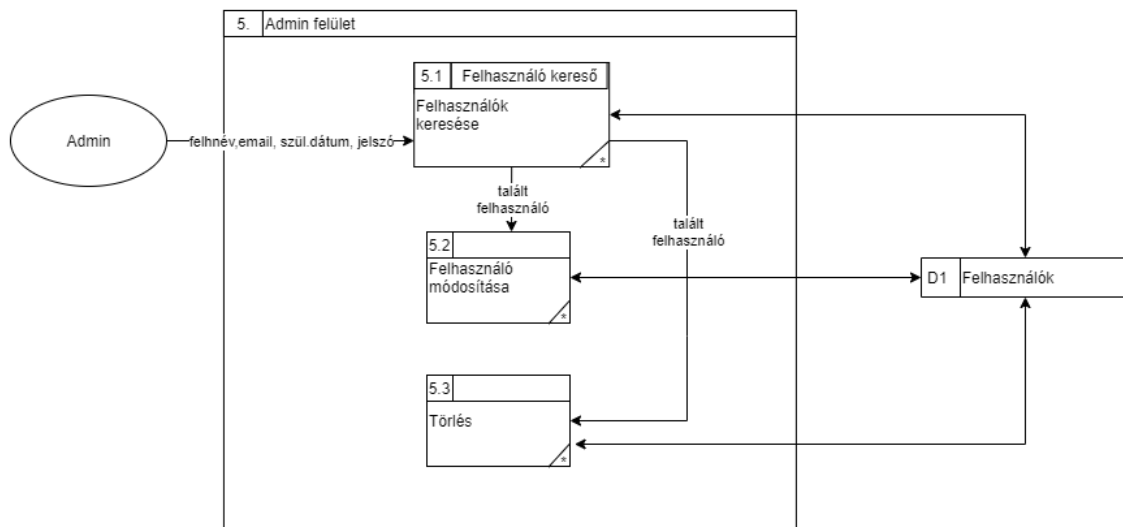 5. Admin felület
5.1 Felhasználó kereső
Felhasználók
keresése
*
Admin
felhnév,email, szül.dátum, jelszó
talált
felhasználó
talált
felhasználó
5.2
Felhasználó
módosítása
*
D1 Felhasználók
5.3
Törlés
*